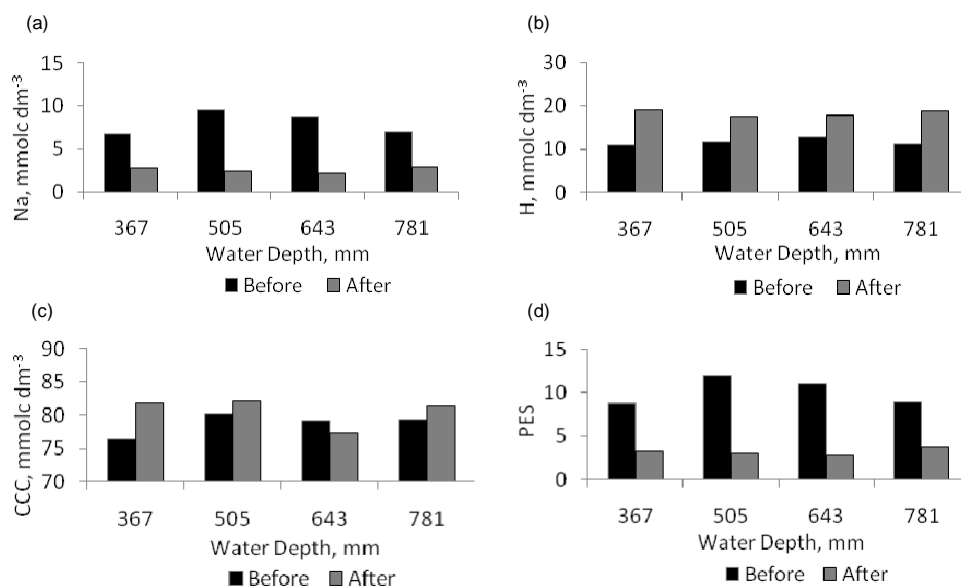 (a)
Na, mmolc dm-3
15
10
5
0
367 505 643 781
Water Depth, mm
Before After
(b)
H, mmolc dm-3
30
20
10
0
367 505 643 781
Water Depth, mm
Before After
(c)
CCC, mmolc dm-3
90
85
80
75
70
367 505 643 781
Water Depth, mm
Before After
(d)
PES
15
10
5
0
367 505 643 781
Water Depth, mm
Before After